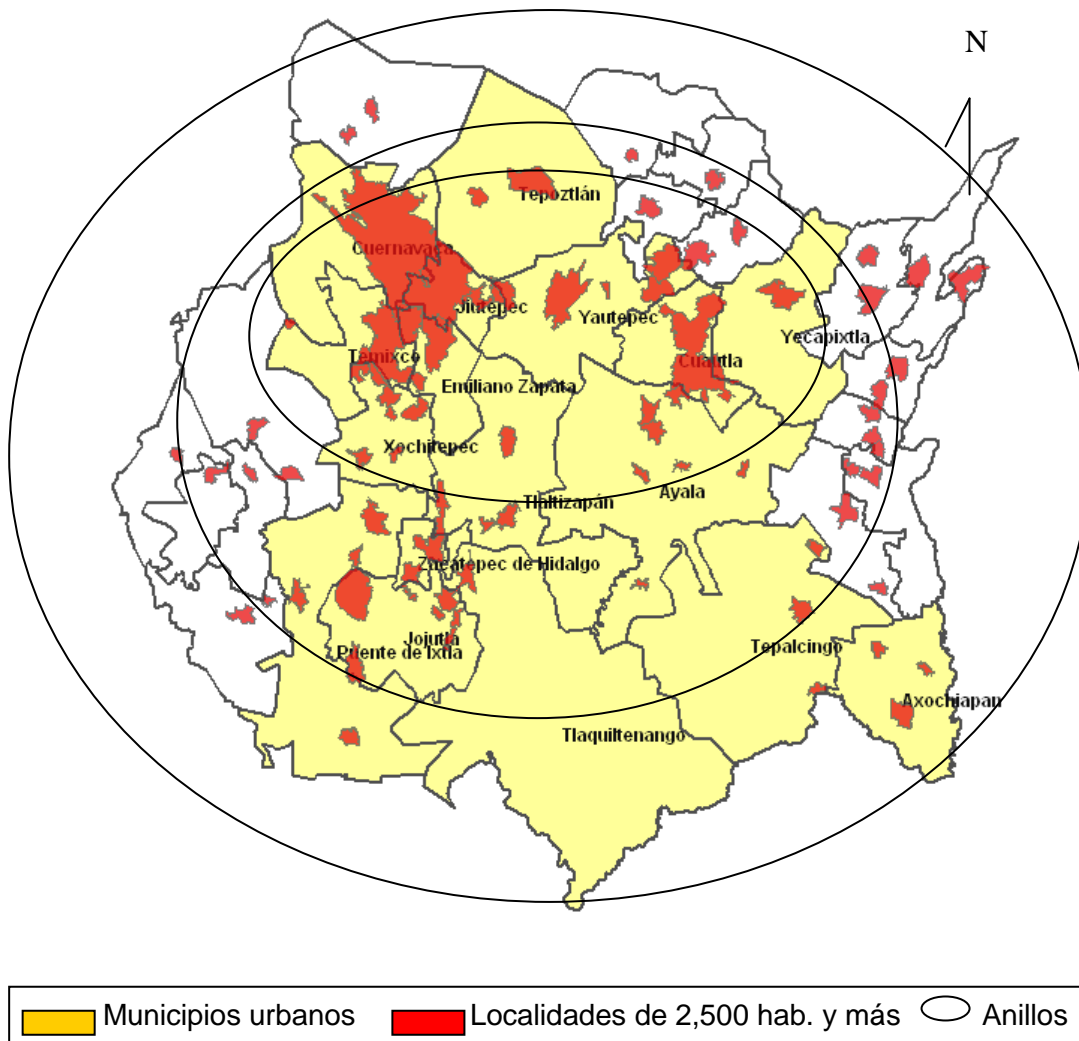 N
Tepoztlán
Cuernavaca
Jiutepec
Yautepec
Yecapixtla
Temixco
Cuautla
Emiliano Zapata
Xochitepec
Ayala
Tlaltizapán
Zacatepec de Hidalgo
Jojutla
Puente de Ixtla
Tepalcingo
Axochiapan
Tlaquiltenango
Municipios urbanos Localidades de 2,500 hab. y más Anillos